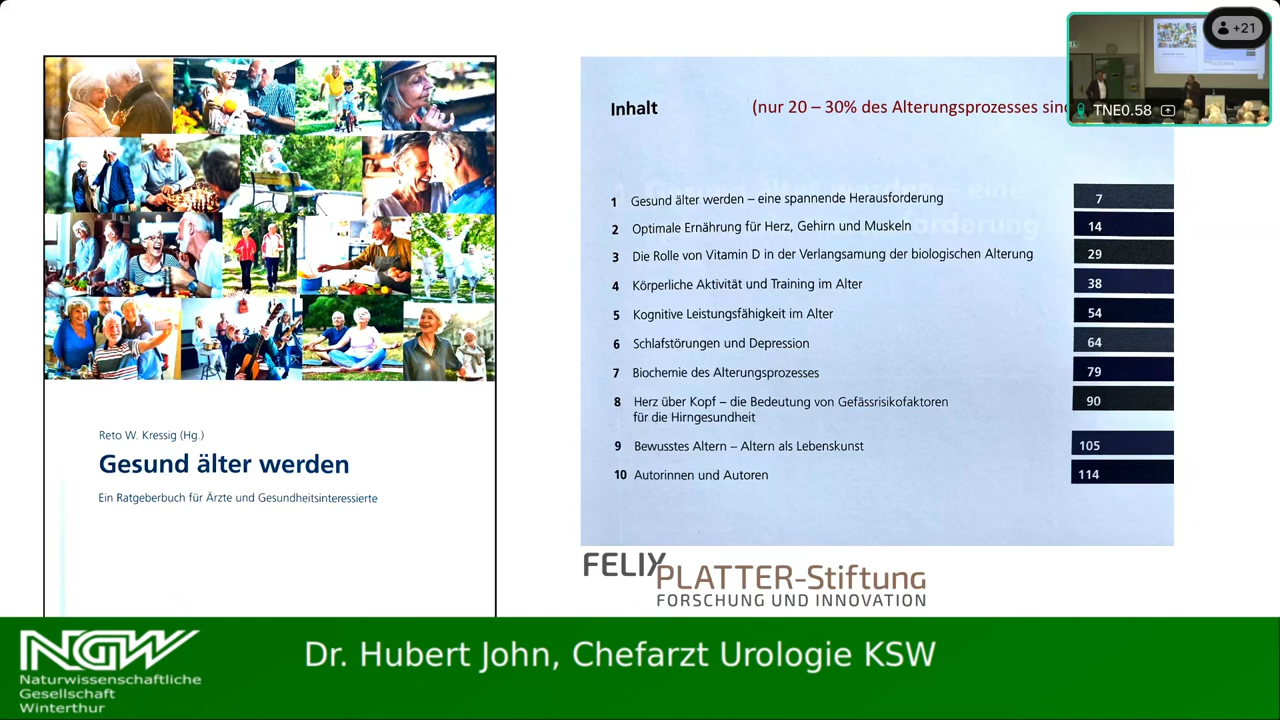 +21
TNE0.58
Reto W. Kressig (Hg.)
Gesund älter werden
Ein Ratgeberbuch für Ärzte und Gesundheitsinteressierte
Inhalt
(nur 20 – 30% des Alterungsprozesses sind
1 Gesund älter werden – eine spannende Herausforderung 7
2 Optimale Ernährung für Herz, Gehirn und Muskeln 14
3 Die Rolle von Vitamin D in der Verlangsamung der biologischen Alterung 29
4 Körperliche Aktivität und Training im Alter 38
5 Kognitive Leistungsfähigkeit im Alter 54
6 Schlafstörungen und Depression 64
7 Biochemie des Alterungsprozesses 79
8 Herz über Kopf – die Bedeutung von Gefässrisikofaktoren 90
für die Hirngesundheit
9 Bewusstes Altern – Altern als Lebenskunst 105
10 Autorinnen und Autoren 114
FELIX
PLATTER-Stiftung
FORSCHUNG UND INNOVATION
NGW
Naturwissenschaftliche
Gesellschaft
Winterthur
Dr. Hubert John, Chefarzt Urologie KSW